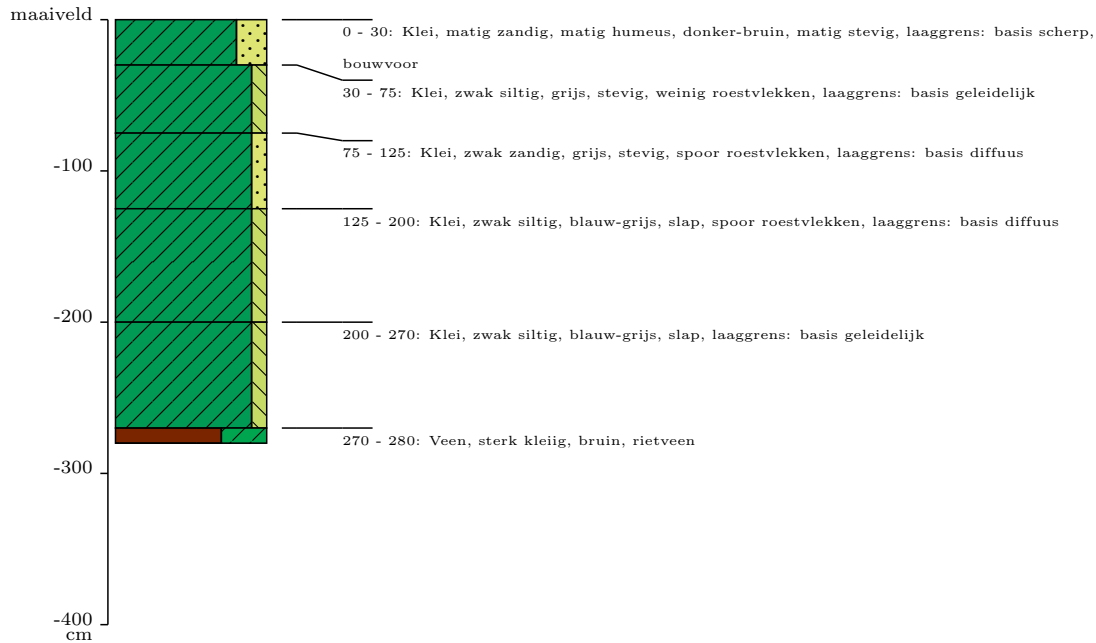 maaiveld
0 - 30: Klei, matig zandig, matig humeus, donker-bruin, matig stevig, laaggrens: basis scherp,
bouwvoor
30 - 75: Klei, zwak siltig, grijs, stevig, weinig roestvlekken, laaggrens: basis geleidelijk
75 - 125: Klei, zwak zandig, grijs, stevig, spoor roestvlekken, laaggrens: basis diffuus
-100
125 - 200: Klei, zwak siltig, blauw-grijs, slap, spoor roestvlekken, laaggrens: basis diffuus
-200
200 - 270: Klei, zwak siltig, blauw-grijs, slap, laaggrens: basis geleidelijk
270 - 280: Veen, sterk kleiig, bruin, rietveen
-300
-400
cm